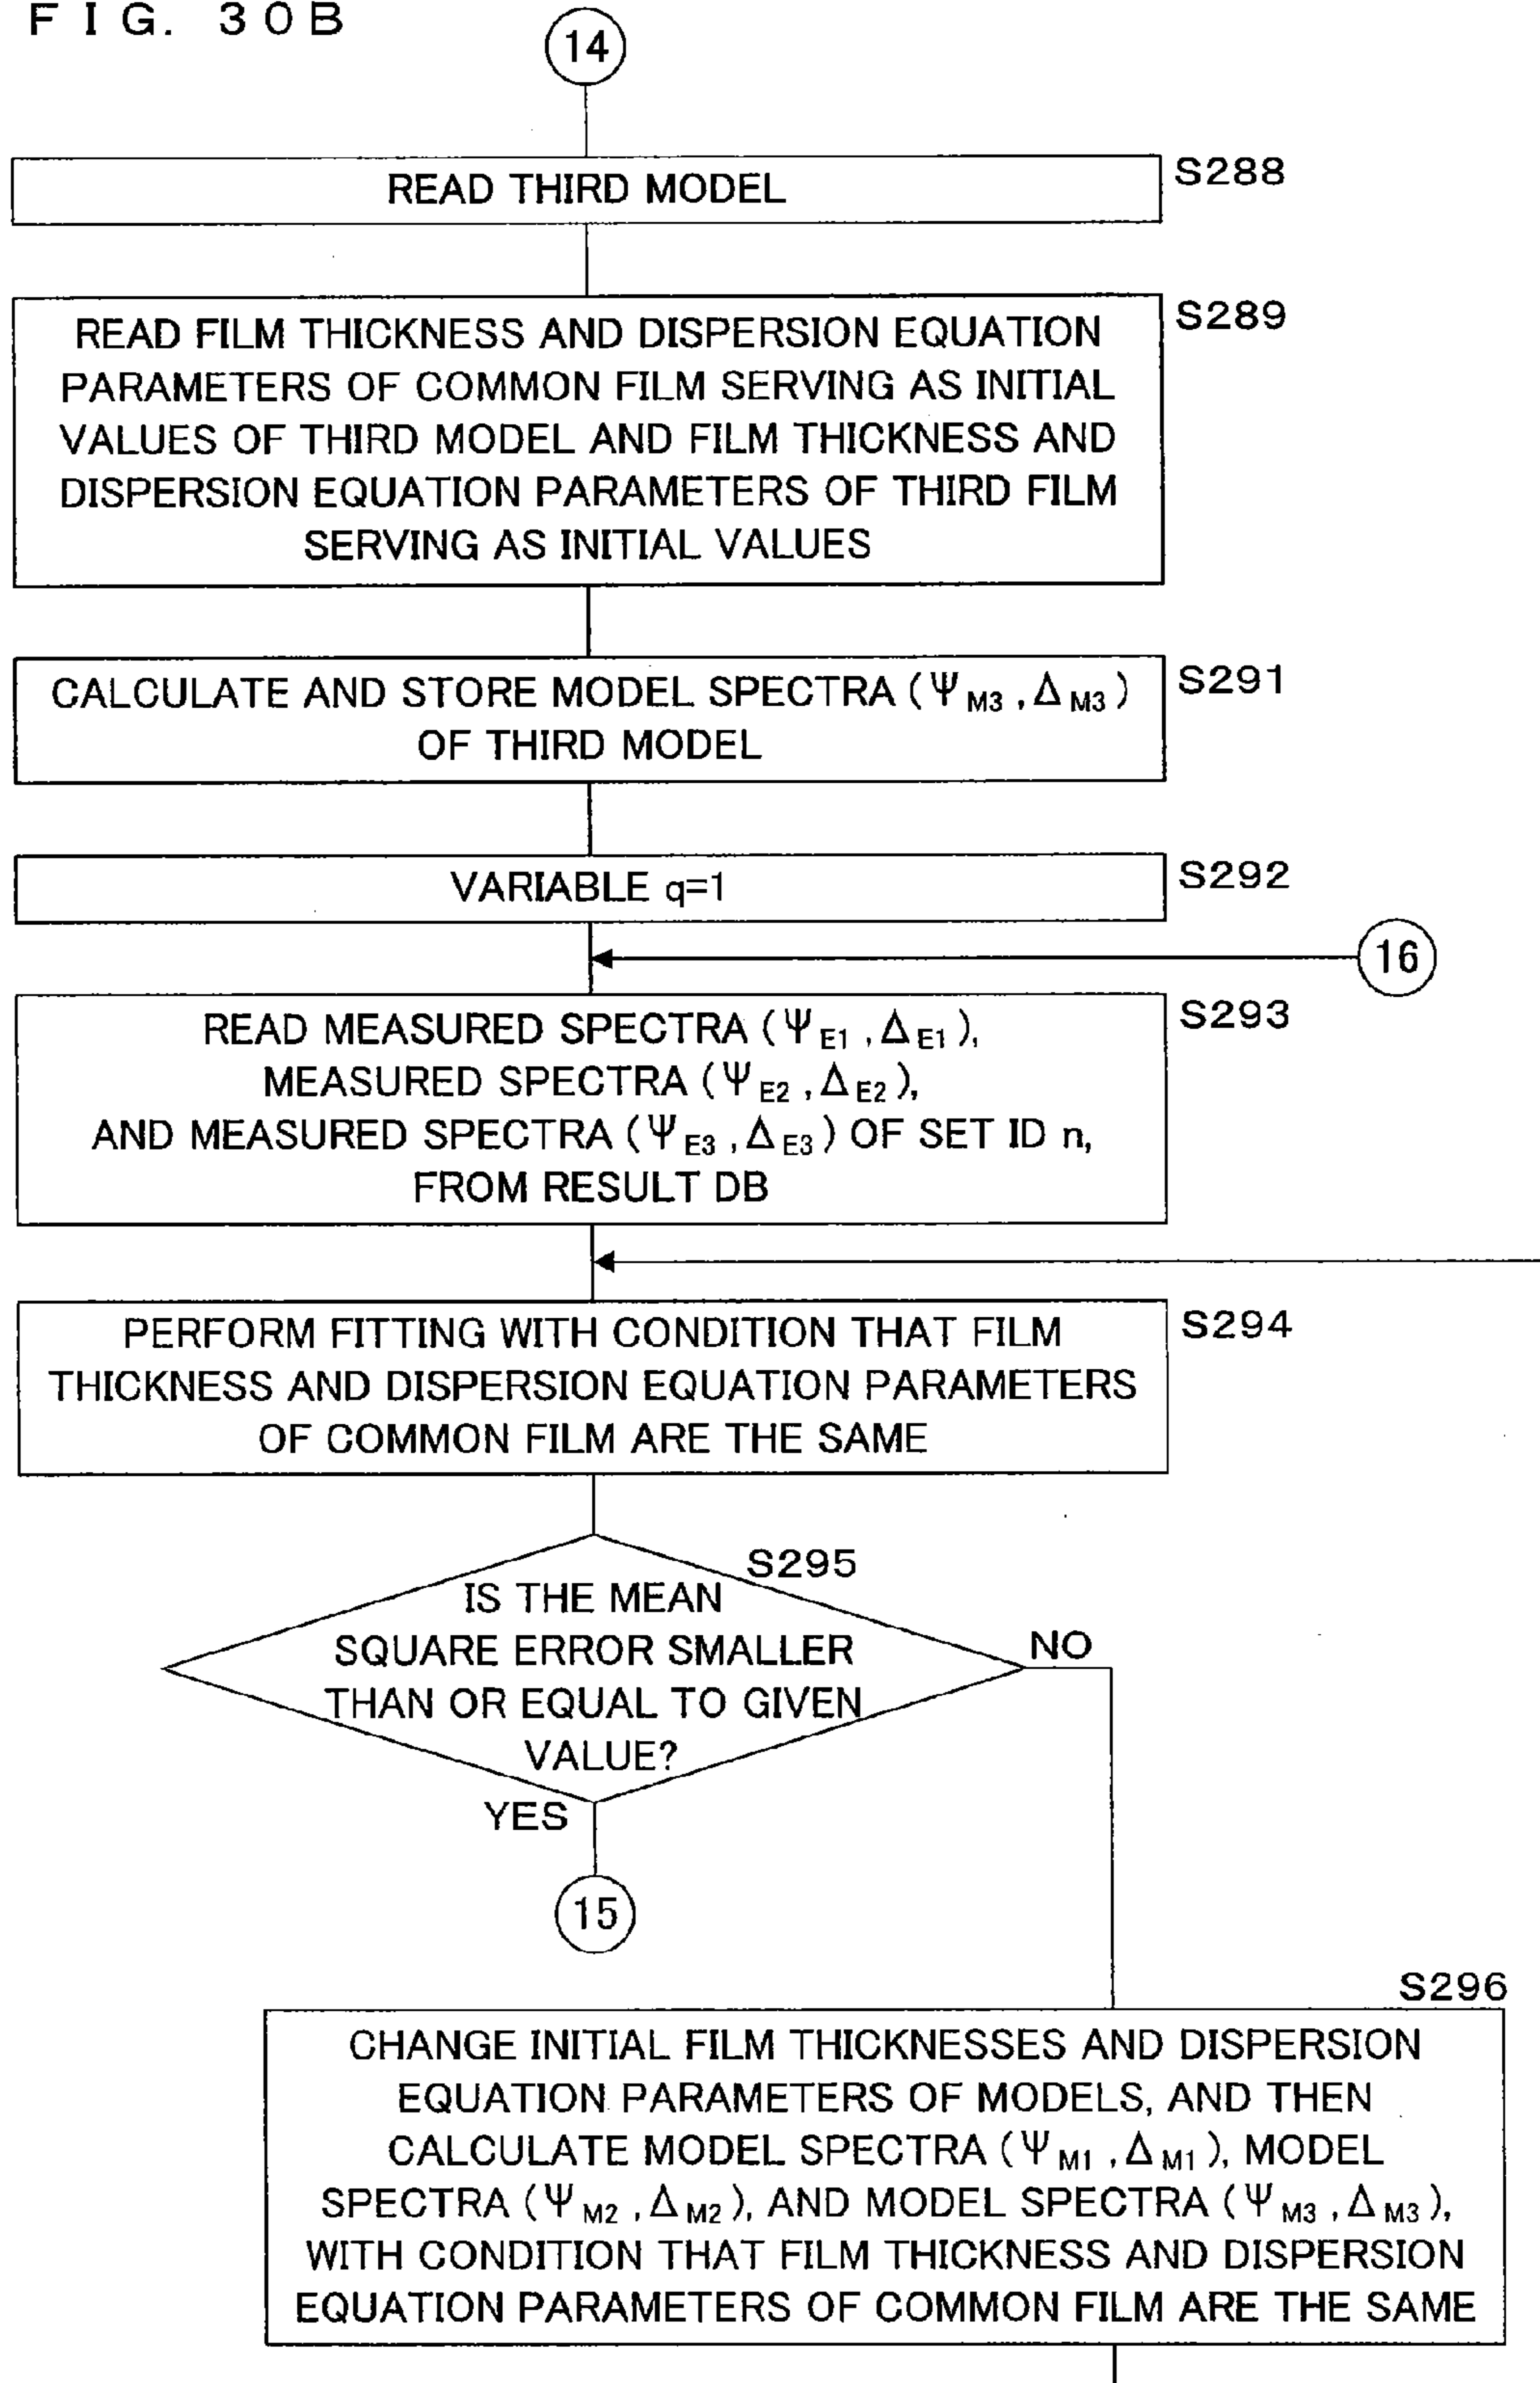 FIG. 30B
14
READ THIRD MODEL
S288
READ FILM THICKNESS AND DISPERSION EQUATION
PARAMETERS OF COMMON FILM SERVING AS INITIAL
VALUES OF THIRD MODEL AND FILM THICKNESS AND
DISPERSION EQUATION PARAMETERS OF THIRD FILM
SERVING AS INITIAL VALUES
S289
CALCULATE AND STORE MODEL SPECTRA (Ψ M3 , Δ M3 )
OF THIRD MODEL
S291
VARIABLE q=1
S292
16
READ MEASURED SPECTRA (Ψ E1 , Δ E1 ),
MEASURED SPECTRA (Ψ E2 , Δ E2 ),
AND MEASURED SPECTRA (Ψ E3 , Δ E3 ) OF SET ID n,
FROM RESULT DB
S293
PERFORM FITTING WITH CONDITION THAT FILM
THICKNESS AND DISPERSION EQUATION PARAMETERS
OF COMMON FILM ARE THE SAME
S294
S295
IS THE MEAN
SQUARE ERROR SMALLER
THAN OR EQUAL TO GIVEN
VALUE?
NO
YES
15
S296
CHANGE INITIAL FILM THICKNESSES AND DISPERSION
EQUATION PARAMETERS OF MODELS, AND THEN
CALCULATE MODEL SPECTRA (Ψ M1 , Δ M1 ), MODEL
SPECTRA (Ψ M2 , Δ M2 ), AND MODEL SPECTRA (Ψ M3 , Δ M3 ),
WITH CONDITION THAT FILM THICKNESS AND DISPERSION
EQUATION PARAMETERS OF COMMON FILM ARE THE SAME